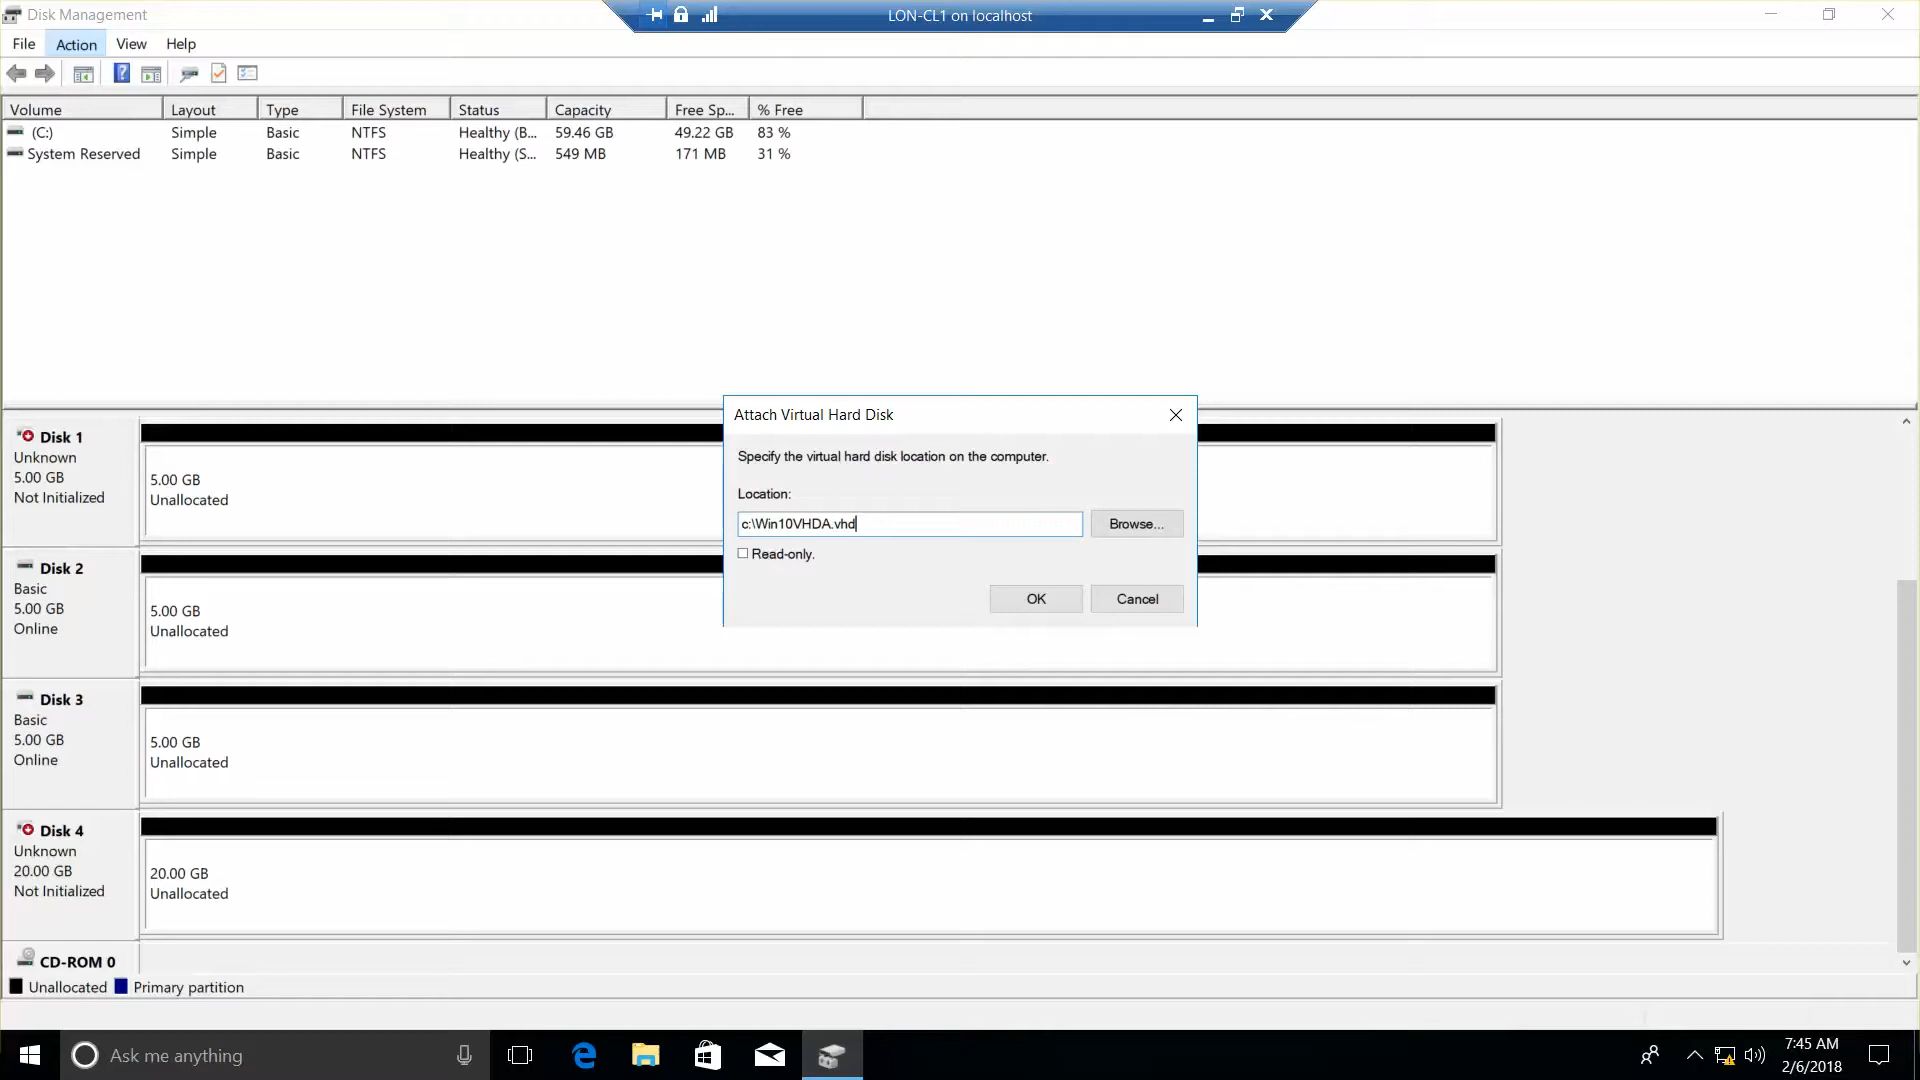 Disk Management
LON-CL1 on localhost
File Action View Help
Volume Layout Type File System Status Capacity Free Sp... % Free
(C:) Simple Basic NTFS Healthy (B... 59.46 GB 49.22 GB 83 %
System Reserved Simple Basic NTFS Healthy (S... 549 MB 171 MB 31 %
Disk 1
Unknown
5.00 GB
Not Initialized
5.00 GB
Unallocated
Attach Virtual Hard Disk
Specify the virtual hard disk location on the computer.
Location:
c:\Win10VHDA.vhd
Browse...
Read-only.
OK Cancel
Disk 2
Basic
5.00 GB
Online
5.00 GB
Unallocated
Disk 3
Basic
5.00 GB
Online
5.00 GB
Unallocated
Disk 4
Unknown
20.00 GB
Not Initialized
20.00 GB
Unallocated
CD-ROM 0
Unallocated Primary partition
Ask me anything
7:45 AM
2/6/2018